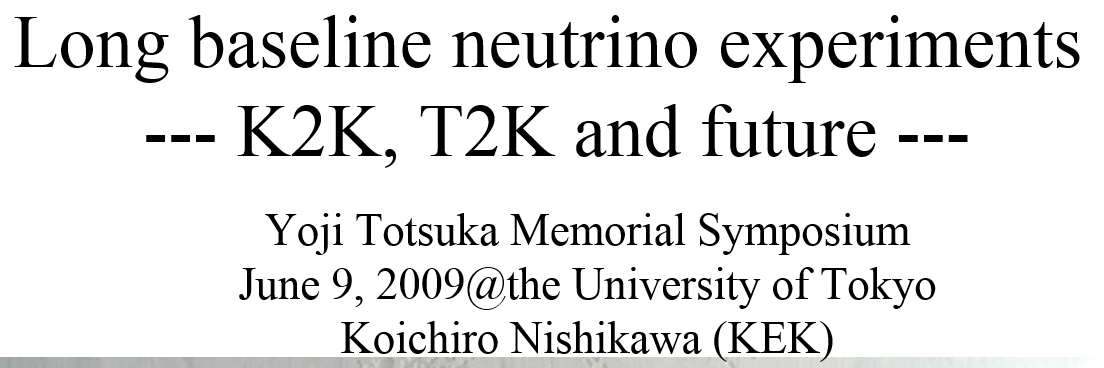 Long baseline neutrino experiments
--- K2K, T2K and future ---
Yoji Totsuka Memorial Symposium
June 9, 2009@the University of Tokyo
Koichiro Nishikawa (KEK)